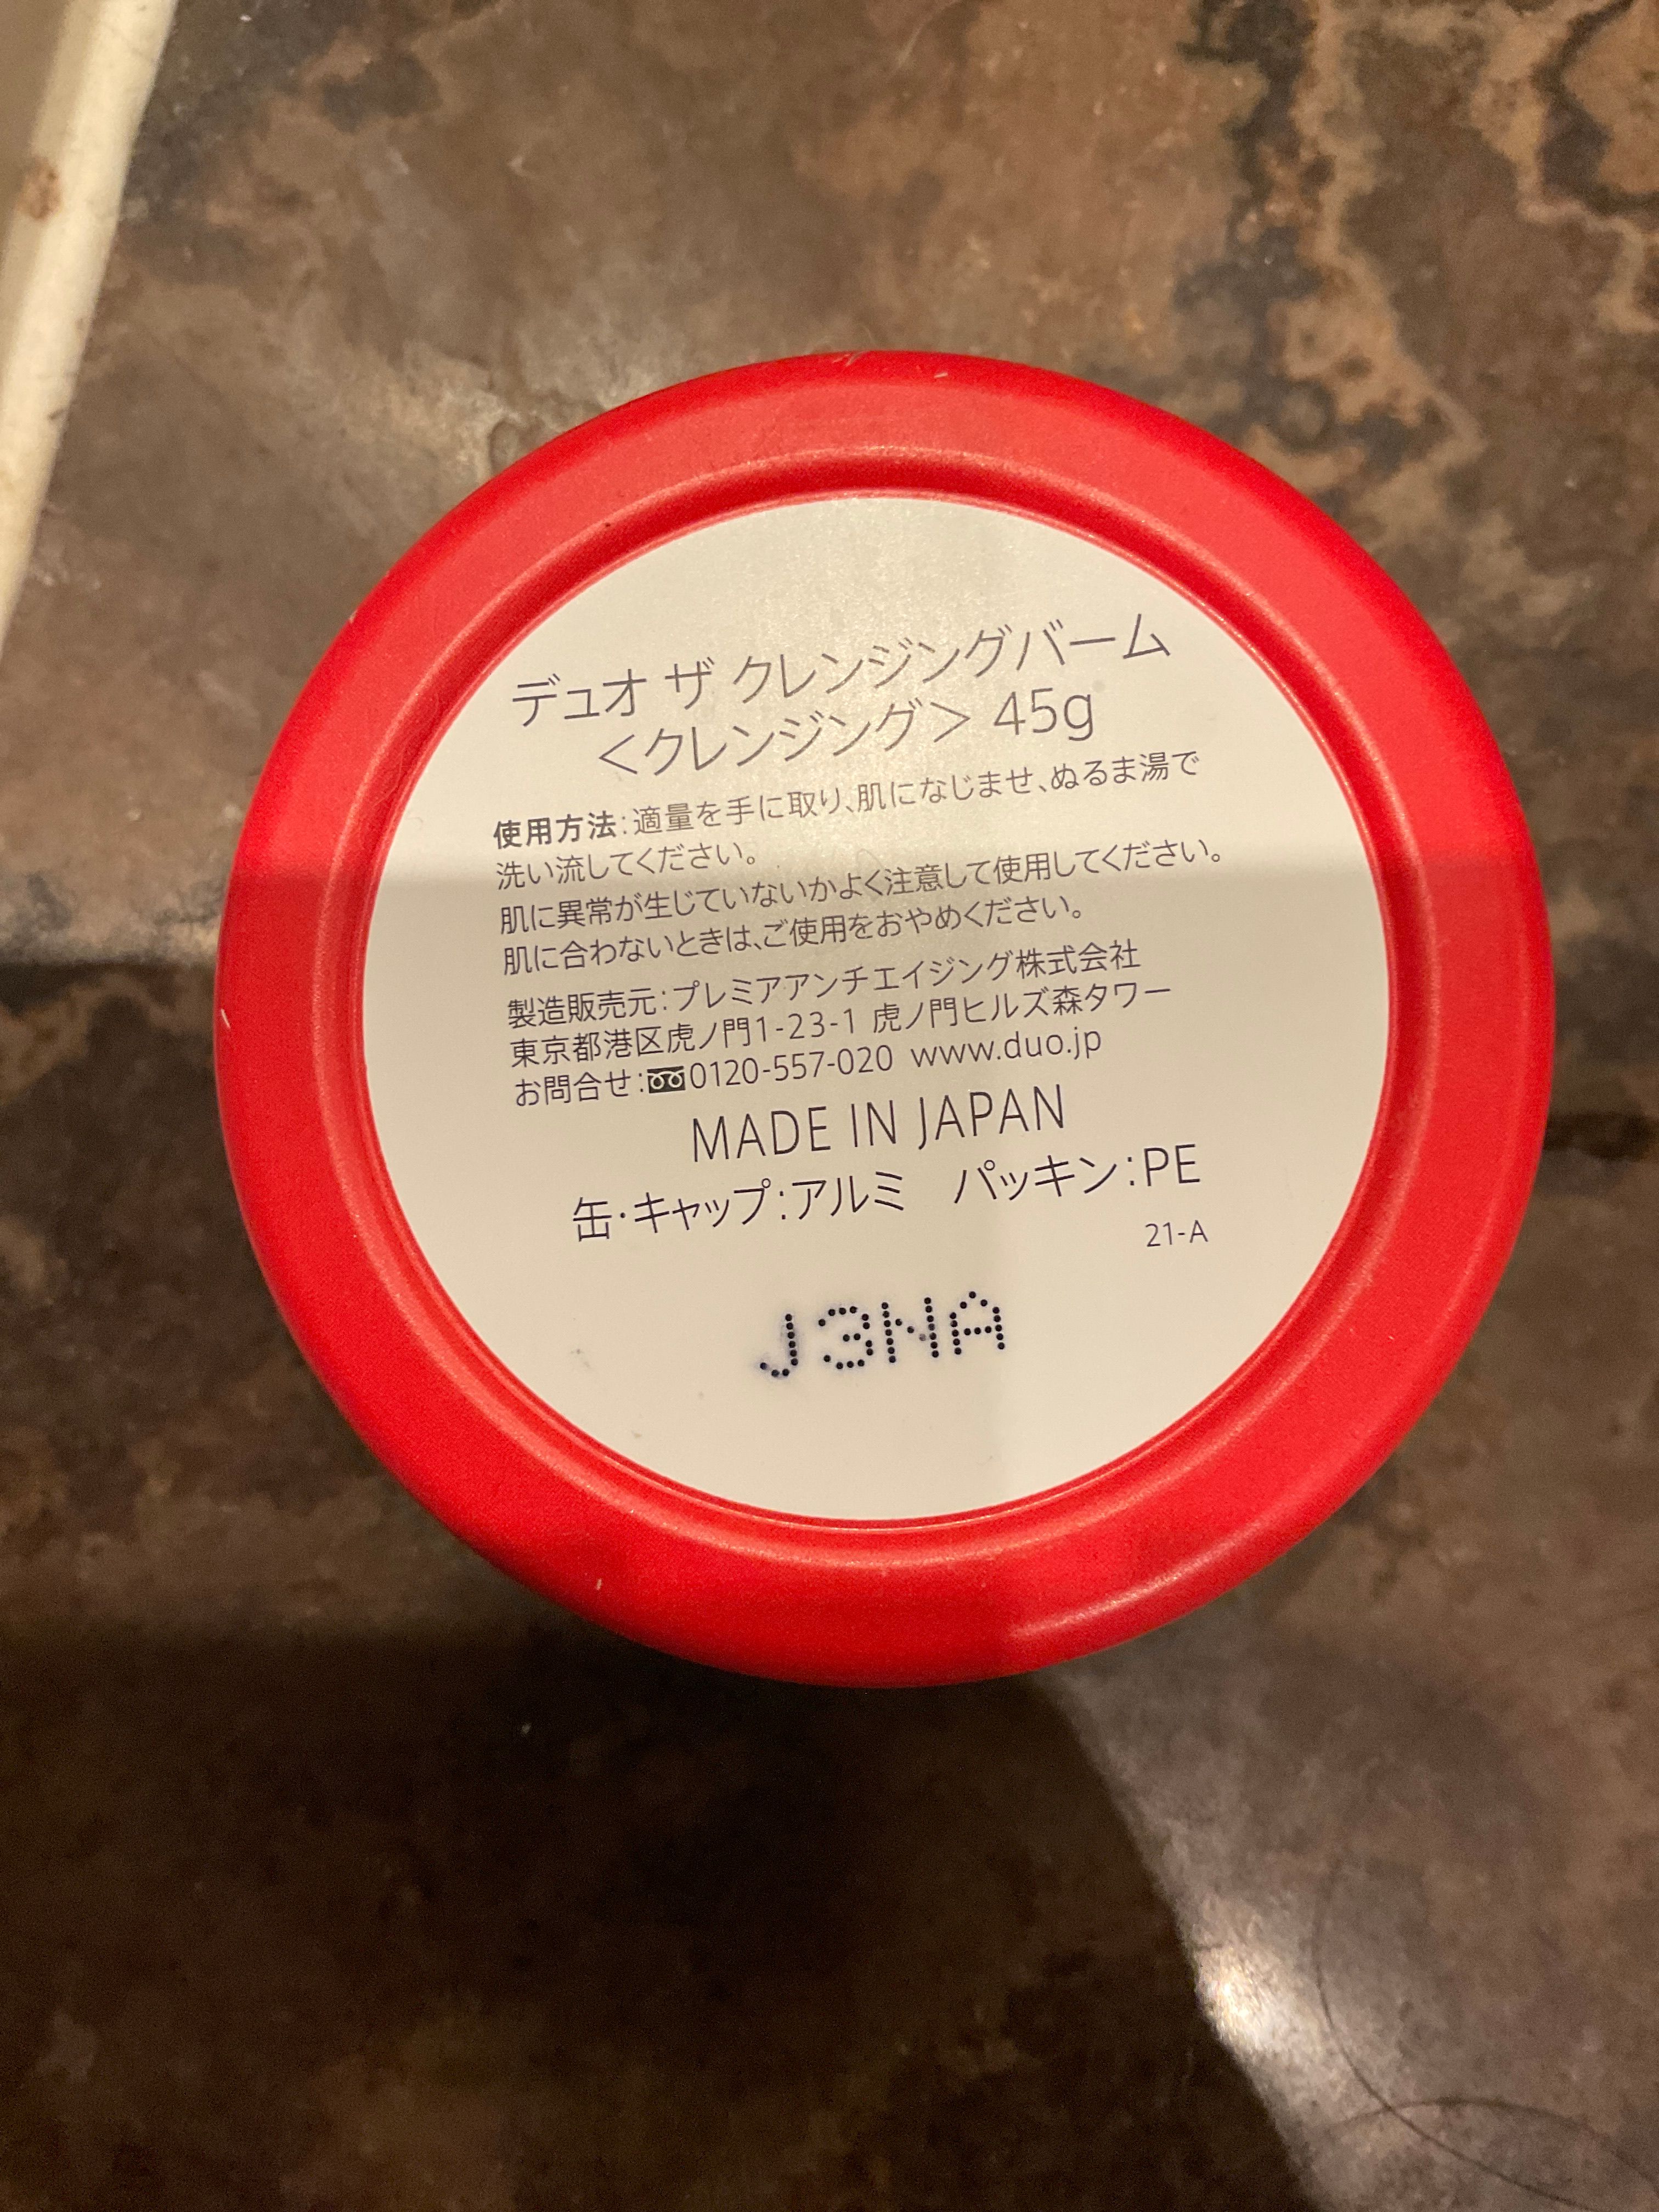 デュオ ザ クレンジングバーム
＜クレンジング＞ 45g
使用方法：適量を手に取り、肌になじませ、ぬるま湯で
洗い流してください。
肌に異常が生じていないかよく注意して使用してください。
肌に合わないときは、ご使用をおやめください。
製造販売元：プレミアアンチエイジング株式会社
東京都港区虎ノ門1-23-1 虎ノ門ヒルズ森タワー
お問合せ：0120-557-020 www.duo.jp
MADE IN JAPAN
缶・キャップ：アルミ パッキン：PE
21-A
J3NA